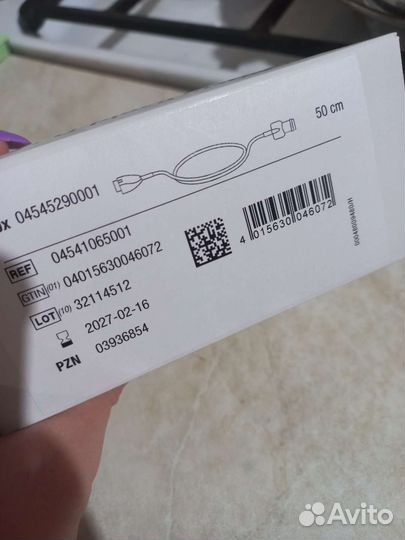 04545290001
50 cm
REF 04541065001
GTIN (01) 04015630046072
LOT (10) 32114512
2027-02-16
PZN 03936854
4 015630 046072
Avito